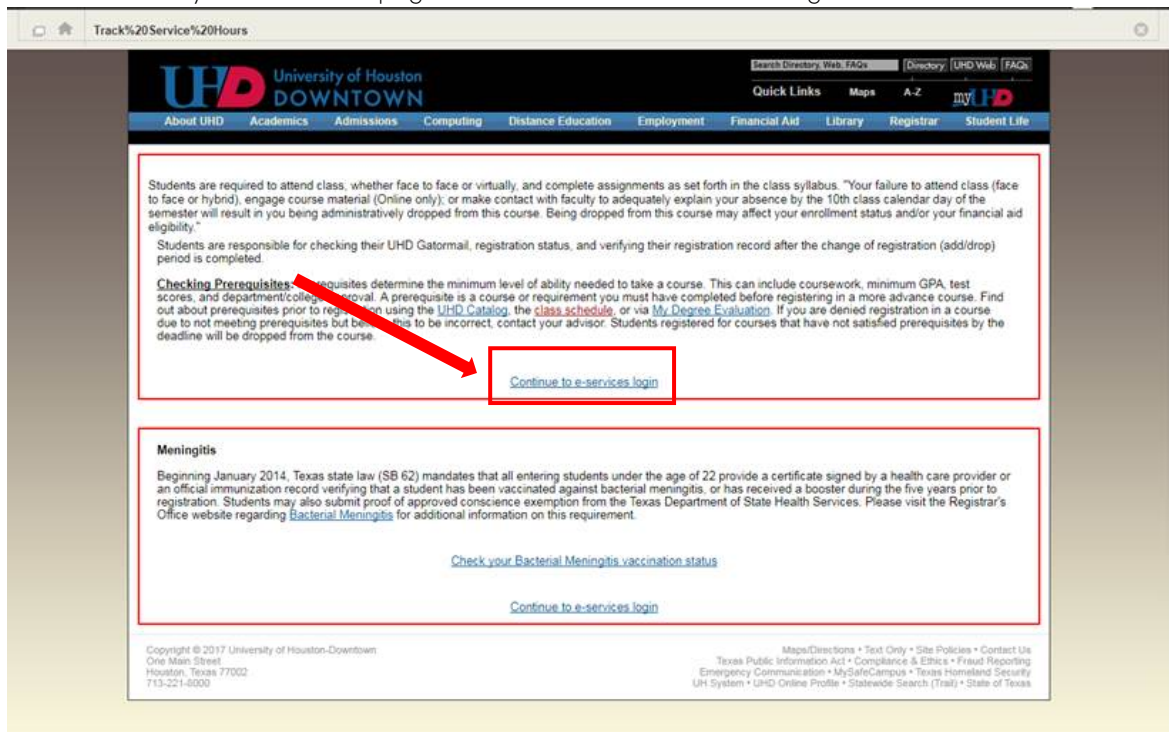 Track%20Service%20Hours
Search Directory, Web, FAQs Directory UHD Web FAQs
UHD University of Houston
DOWNTOWN
Quick Links Maps A-Z myUHD
About UHD Academics Admissions Computing Distance Education Employment Financial Aid Library Registrar Student Life
Students are required to attend class, whether face to face or virtually, and complete assignments as set forth in the class syllabus. "Your failure to attend class (face
to face or hybrid), engage course material (Online only); or make contact with faculty to adequately explain your absence by the 10th class calendar day of the
semester will result in you being administratively dropped from this course. Being dropped from this course may affect your enrollment status and/or your financial aid
eligibility."
Students are responsible for checking their UHD Gatormail, registration status, and verifying their registration record after the change of registration (add/drop)
period is completed.
Checking Prerequisites: requisites determine the minimum level of ability needed to take a course. This can include coursework, minimum GPA, test
scores, and department/college approval. A prerequisite is a course or requirement you must have completed before registering in a more advance course. Find
out about prerequisites prior to registration using the UHD Catalog, the class schedule, or via My Degree Evaluation. If you are denied registration in a course
due to not meeting prerequisites but believe this to be incorrect, contact your advisor. Students registered for courses that have not satisfied prerequisites by the
deadline will be dropped from the course.
Continue to e-services login
Meningitis
Beginning January 2014, Texas state law (SB 62) mandates that all entering students under the age of 22 provide a certificate signed by a health care provider or
an official immunization record verifying that a student has been vaccinated against bacterial meningitis, or has received a booster during the five years prior to
registration. Students may also submit proof of approved conscience exemption from the Texas Department of State Health Services. Please visit the Registrar's
Office website regarding Bacterial Meningitis for additional information on this requirement.
Check your Bacterial Meningitis vaccination status
Continue to e-services login
Copyright © 2017 University of Houston-Downtown
One Main Street
Houston, Texas 77002
713-221-8000
Maps/Directions • Text Only • Site Policies • Contact Us
Texas Public Information Act • Compliance & Ethics • Fraud Reporting
Emergency Communication • MySafeCampus • Texas Homeland Security
UH System • UHD Online Profile • Statewide Search (Trail) • State of Texas